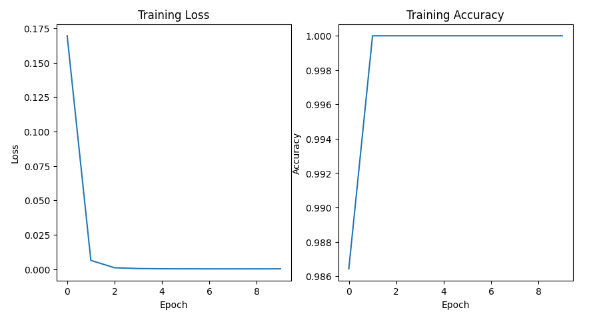 Training Loss
0.175
0.150
0.125
0.100
0.075
0.050
0.025
0.000
Loss
0 2 4 6 8
Epoch
Training Accuracy
1.000
0.998
0.996
0.994
0.992
0.990
0.988
0.986
Accuracy
0 2 4 6 8
Epoch